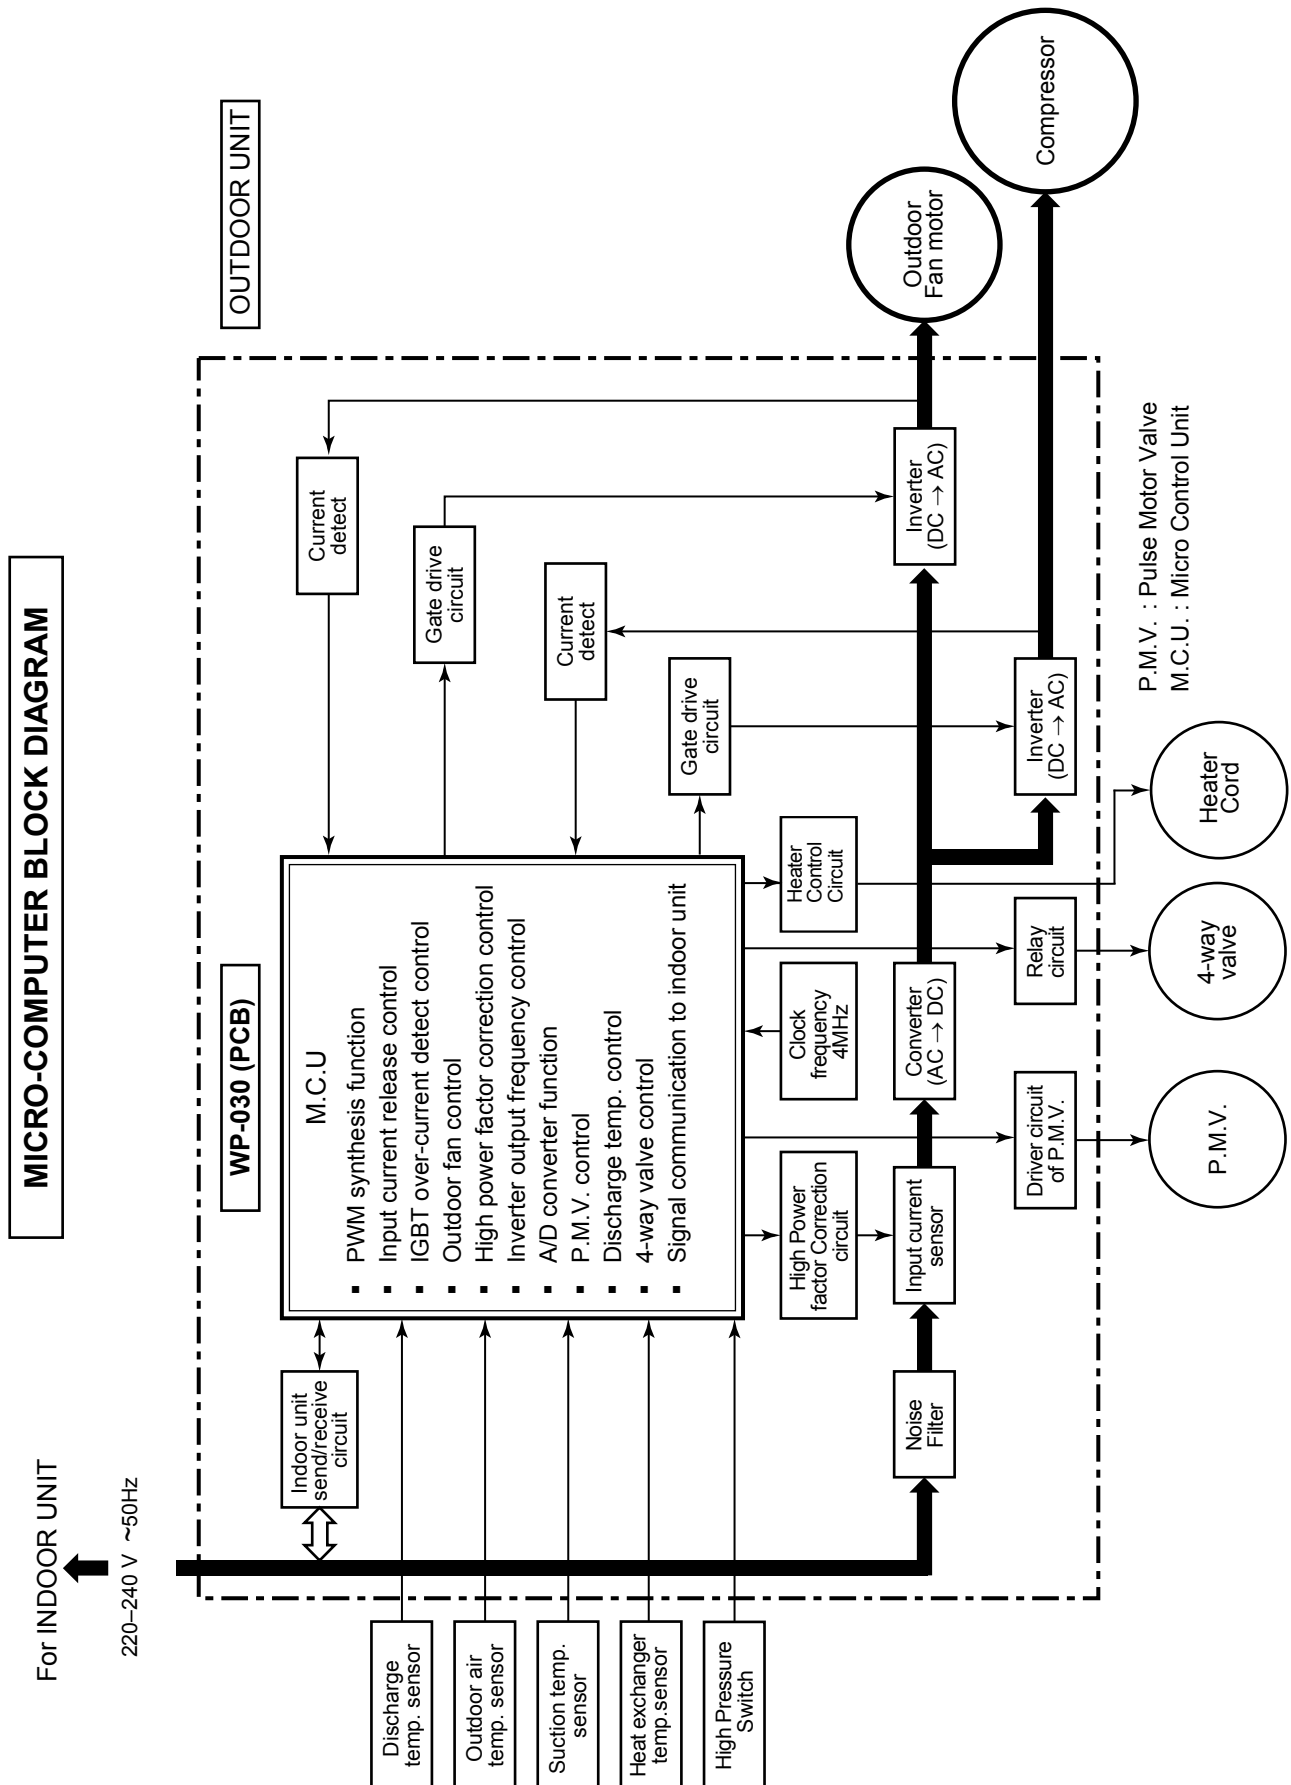 MICRO-COMPUTER BLOCK DIAGRAM
For INDOOR UNIT
220–240 V ~50Hz
WP-030 (PCB)
OUTDOOR UNIT
Discharge
temp. sensor
Outdoor air
temp. sensor
Suction temp.
sensor
Heat exchanger
temp.sensor
High Pressure
Switch
Indoor unit
send/receive
circuit
M.C.U
▪ PWM synthesis function
▪ Input current release control
▪ IGBT over-current detect control
▪ Outdoor fan control
▪ High power factor correction control
▪ Inverter output frequency control
▪ A/D converter function
▪ P.M.V. control
▪ Discharge temp. control
▪ 4-way valve control
▪ Signal communication to indoor unit
Current
detect
Gate drive
circuit
Current
detect
Gate drive
circuit
High Power
factor Correction
circuit
Clock
frequency
4MHz
Heater
Control
Circuit
Noise
Filter
Input current
sensor
Converter
(AC → DC)
Inverter
(DC → AC)
Outdoor
Fan motor
Driver circuit
of P.M.V.
Relay
circuit
Inverter
(DC → AC)
Compressor
P.M.V.
4-way
valve
Heater
Cord
P.M.V. : Pulse Motor Valve
M.C.U. : Micro Control Unit